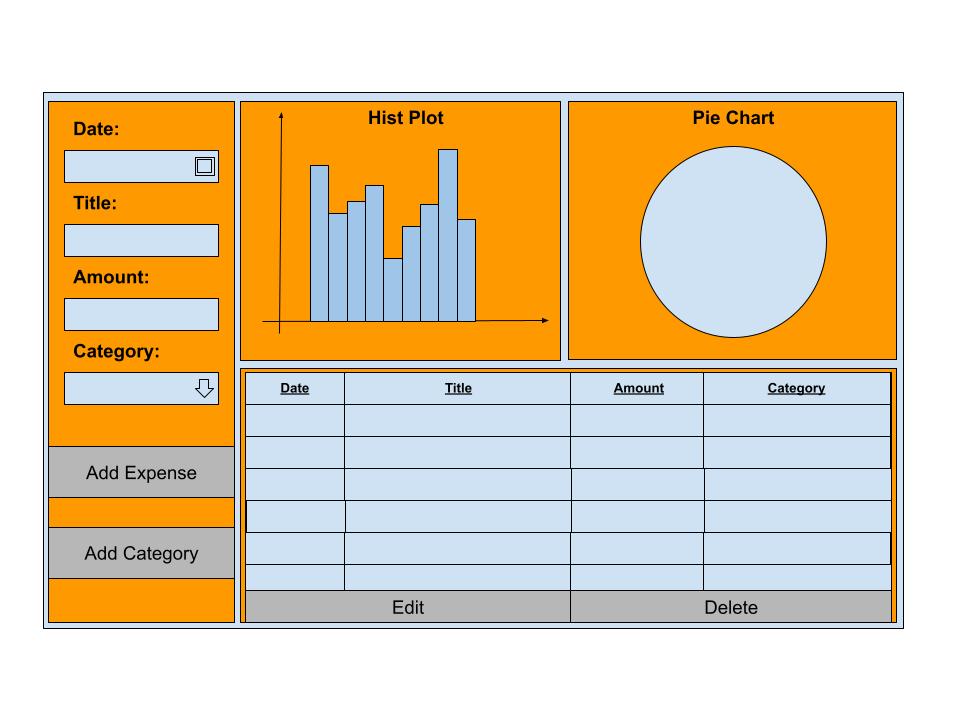 Date:
Title:
Amount:
Category:
Add Expense
Add Category
Hist Plot
Pie Chart
Date Title Amount Category
Edit Delete